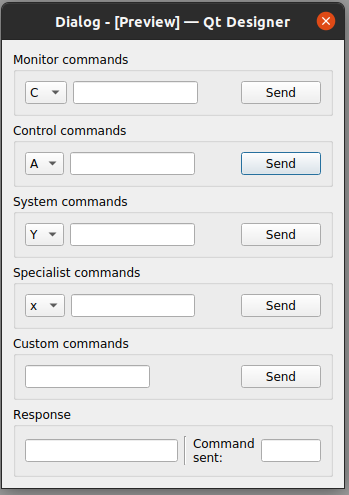 Dialog - [Preview] — Qt Designer
Monitor commands
C Send
Control commands
A Send
System commands
Y Send
Specialist commands
x Send
Custom commands
Send
Response
Command
sent: